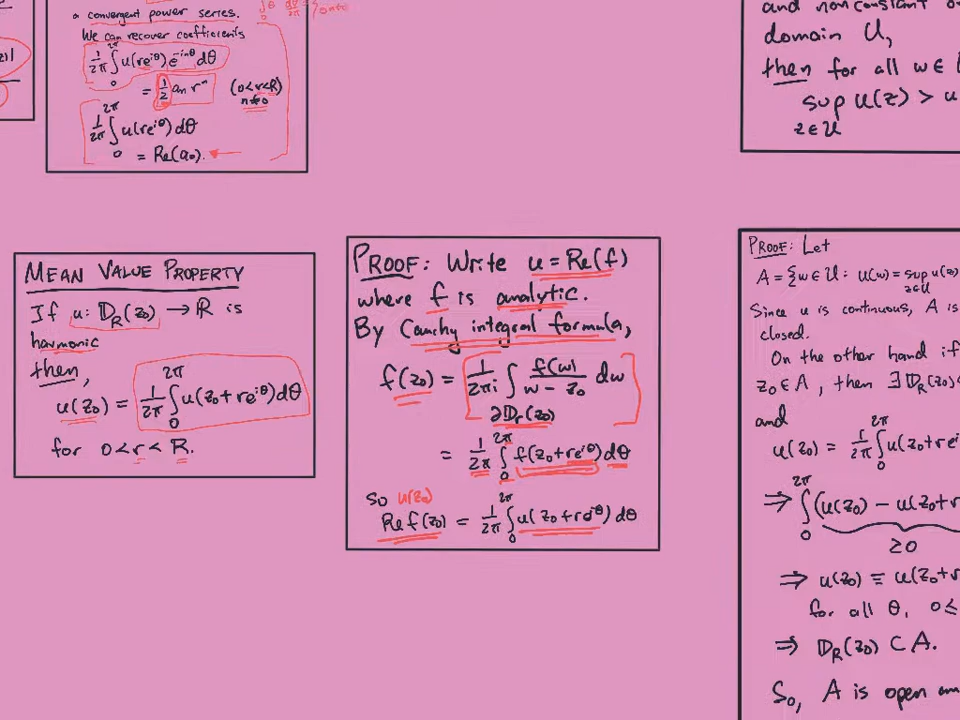 a convergent power series.
We can recover coefficients
1/2π ∫₀^2π u(re^iθ) e^-inθ dθ
= 1/2 aₙ rⁿ (0<r<R)
n≠0
1/2π ∫₀^2π u(re^iθ) dθ
= Re(a₀).
and nonconstant
domain U,
then for all w ∈
sup u(z) > u
z∈U
MEAN VALUE PROPERTY
If u: 𝔻_R(z₀) → ℝ is
harmonic
then,
u(z₀) = 1/2π ∫₀^2π u(z₀+re^iθ)dθ
for 0<r<R.
PROOF: Write u = Re(f)
where f is analytic.
By Cauchy integral formula,
f(z₀) = 1/2πi ∫_∂𝔻ᵣ(z₀) f(w)/(w-z₀) dw
= 1/2π ∫₀^2π f(z₀+re^iθ) dθ
so u(z₀)
Re f(z₀) = 1/2π ∫₀^2π u(z₀+re^iθ) dθ
PROOF: Let
A = {w∈U: u(w) = sup_z∈U u(z)
Since u is continuous, A is
closed.
On the other hand if
z₀∈A, then ∃ 𝔻_R(z₀)
and
u(z₀) = 1/2π ∫₀^2π u(z₀+re
⇒ ∫₀^2π (u(z₀) - u(z₀+r
≥0
⇒ u(z₀) ≡ u(z₀+r
for all θ, 0≤
⇒ 𝔻_R(z₀) ⊂ A.
So, A is open